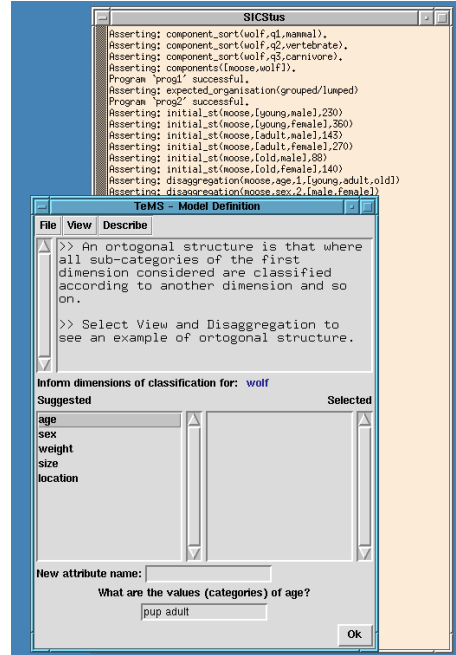 SICStus
Asserting: component_sort(wolf,q1,mammal).
Asserting: component_sort(wolf,q2,vertebrate).
Asserting: component_sort(wolf,q3,carnivore).
Asserting: components([moose,wolf]).
Program `prog1' successful.
Asserting: expected_organisation(grouped/lumped)
Program `prog2' successful.
Asserting: initial_st(moose,[young,male],230)
Asserting: initial_st(moose,[young,female],360)
Asserting: initial_st(moose,[adult,male],143)
Asserting: initial_st(moose,[adult,female],270)
Asserting: initial_st(moose,[old,male],88)
Asserting: initial_st(moose,[old,female],140)
Asserting: disaggregation(moose,age,1,[young,adult,old])
Asserting: disaggregation(moose,sex,2,[male,female])
TeMS - Model Definition
File View Describe
>> An ortogonal structure is that where
all sub-categories of the first
dimension considered are classified
according to another dimension and so
on.
>> Select View and Disaggregation to
see an example of ortogonal structure.
Inform dimensions of classification for: wolf
Suggested Selected
age
sex
weight
size
location
New attribute name:
What are the values (categories) of age?
pup adult
Ok